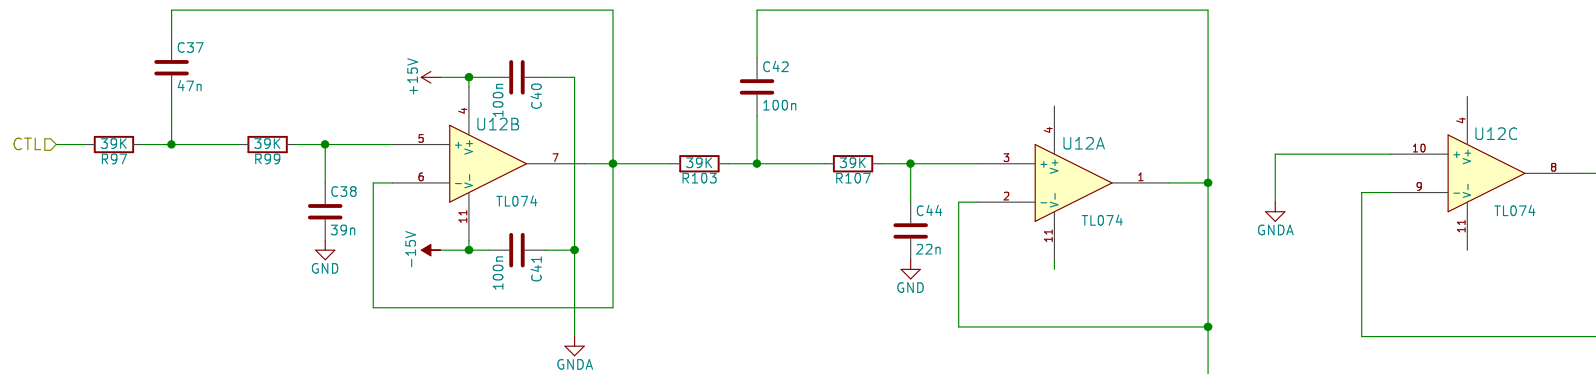 CTL
39K
R97
C37
47n
39K
R99
C38
39n
GND
+15V
100n
C40
4
U12B
5
+
V+
6
-
V-
7
11
TL074
-15V
100n
C41
GNDA
39K
R103
C42
100n
39K
R107
C44
22n
GND
4
U12A
3
+
V+
2
-
V-
1
11
TL074
GNDA
4
U12C
10
+
V+
9
-
V-
8
11
TL074